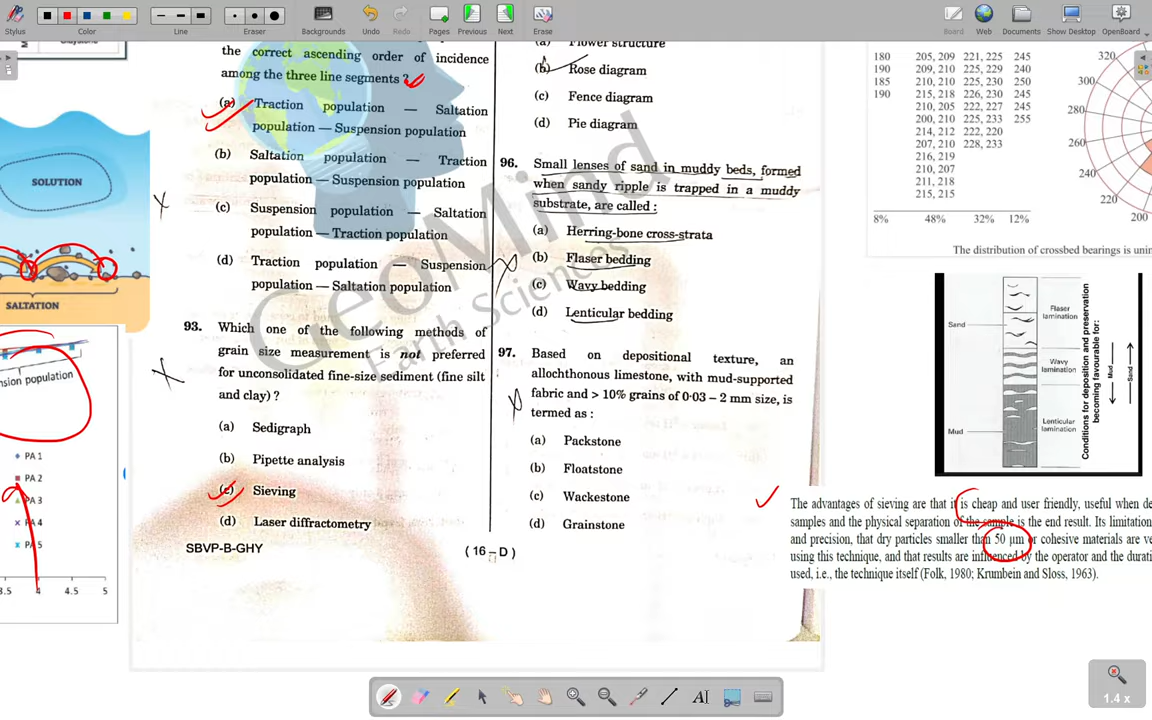 Stylus
Color
Line
Eraser
Backgrounds
Undo
Redo
Pages
Previous
Next
Erase
Board
Web
Documents
Show Desktop
OpenBoard
SOLUTION
SALTATION
nsion population
PA 1
PA 2
PA 3
PA 4
PA 5
3.5 4 4.5 5
the correct ascending order of incidence
among the three line segments ?
(a) Traction population — Saltation
population — Suspension population
(b) Saltation population — Traction
population — Suspension population
(c) Suspension population — Saltation
population — Traction population
(d) Traction population — Suspension
population — Saltation population
93. Which one of the following methods of
grain size measurement is not preferred
for unconsolidated fine-size sediment (fine silt
and clay) ?
(a) Sedigraph
(b) Pipette analysis
(c) Sieving
(d) Laser diffractometry
SBVP-B-GHY
( 16 – D )
(a) Flower structure
(b) Rose diagram
(c) Fence diagram
(d) Pie diagram
96. Small lenses of sand in muddy beds, formed
when sandy ripple is trapped in a muddy
substrate, are called :
(a) Herring-bone cross-strata
(b) Flaser bedding
(c) Wavy bedding
(d) Lenticular bedding
97. Based on depositional texture, an
allochthonous limestone, with mud-supported
fabric and > 10% grains of 0·03 – 2 mm size, is
termed as :
(a) Packstone
(b) Floatstone
(c) Wackestone
(d) Grainstone
GeoMind
Earth Sciences
180 205, 209 221, 225 245
190 209, 210 225, 229 240
185 210, 210 225, 230 250
190 215, 218 226, 230 245
210, 205 222, 227 245
200, 210 225, 233 255
214, 212 222, 220
207, 210 228, 233
216, 219
210, 207
211, 218
215, 215
8% 48% 32% 12%
320
300
280
260
240
220
200
The distribution of crossbed bearings is unin
Sand
Mud
Flaser
lamination
Wavy
lamination
Lenticular
lamination
Conditions for deposition and preservation
becoming favourable for:
Mud
Sand
The advantages of sieving are that it is cheap and user friendly, useful when de
samples and the physical separation of the sample is the end result. Its limitation
and precision, that dry particles smaller than 50 µm or cohesive materials are ve
using this technique, and that results are influenced by the operator and the durati
used, i.e., the technique itself (Folk, 1980; Krumbein and Sloss, 1963).
1.4 x